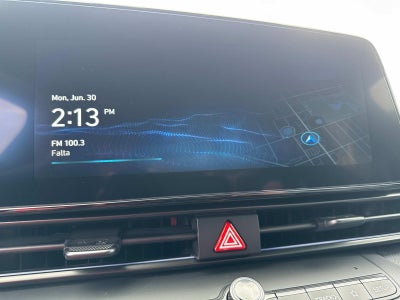 Mon, Jun. 30
2:13 PM
FM 100.3
Falta